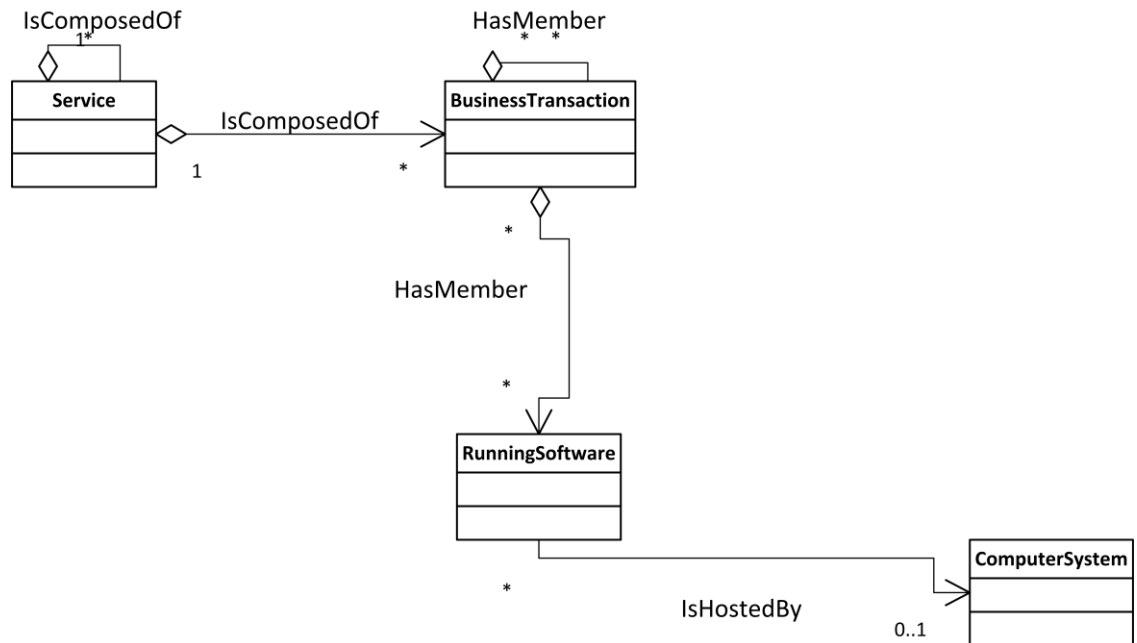 IsComposedOf
1*
HasMember
* *
Service
BusinessTransaction
IsComposedOf
1
*
*
HasMember
*
RunningSoftware
ComputerSystem
*
IsHostedBy
0..1